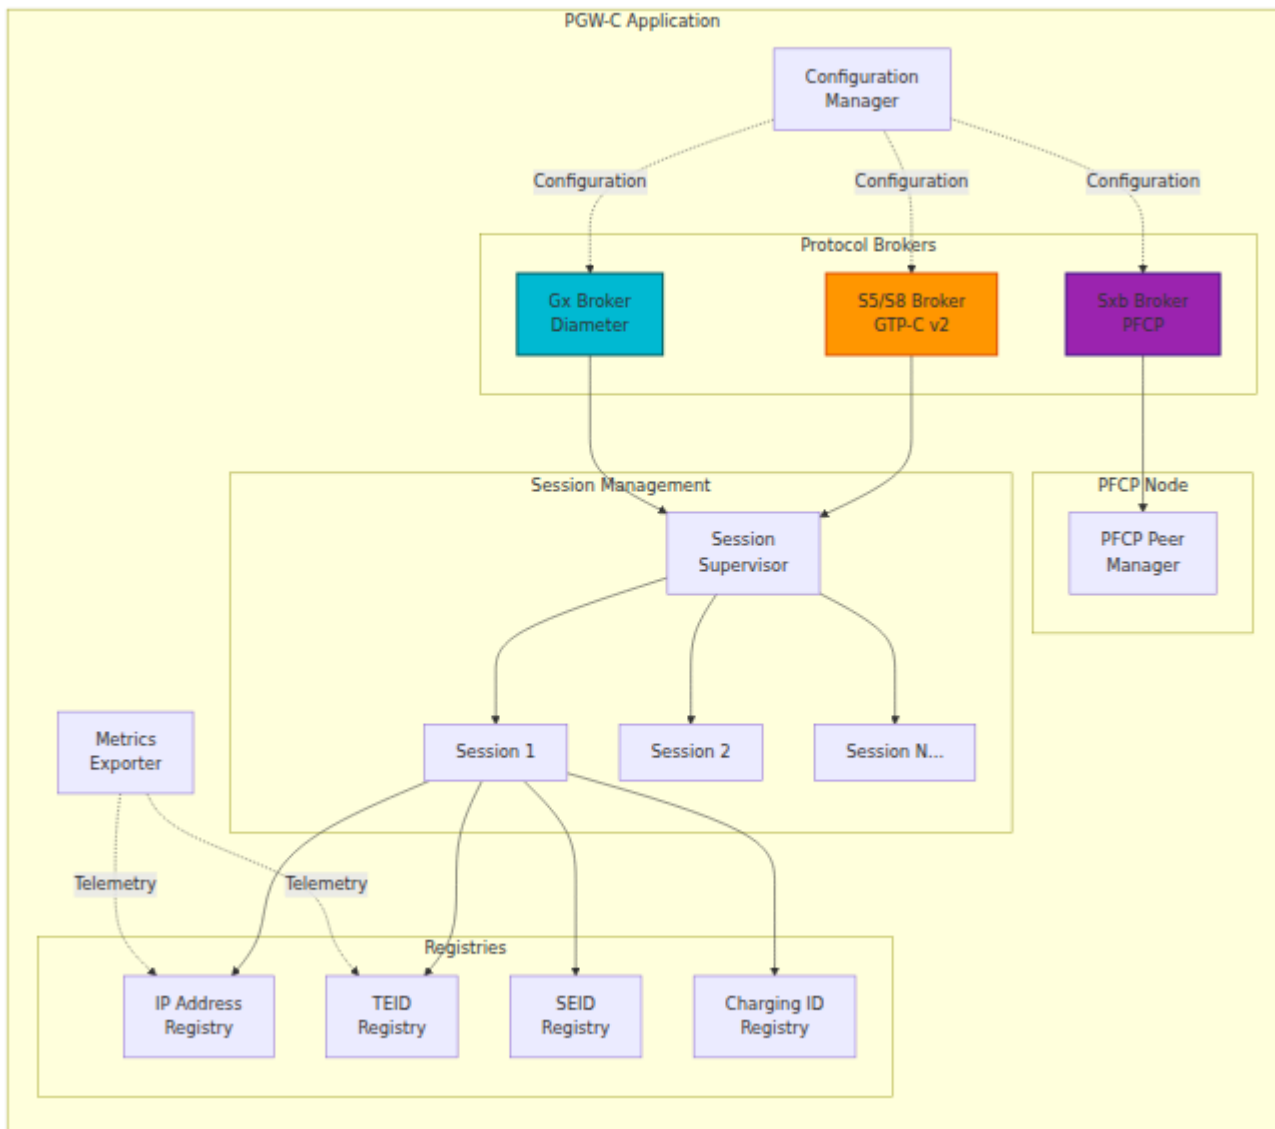 PGW-C Application
Configuration
Manager
Configuration
Configuration
Configuration
Protocol Brokers
Gx Broker
Diameter
S5/S8 Broker
GTP-C v2
Sxb Broker
PFCP
Session Management
PFCP Node
Session
Supervisor
PFCP Peer
Manager
Metrics
Exporter
Session 1
Session 2
Session N...
Telemetry
Telemetry
Registries
IP Address
Registry
TEID
Registry
SEID
Registry
Charging ID
Registry